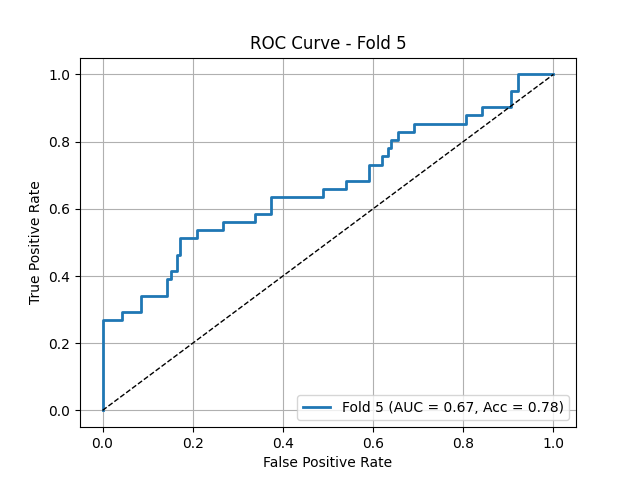 ROC Curve - Fold 5
True Positive Rate
1.0
0.8
0.6
0.4
0.2
0.0
Fold 5 (AUC = 0.67, Acc = 0.78)
0.0 0.2 0.4 0.6 0.8 1.0
False Positive Rate